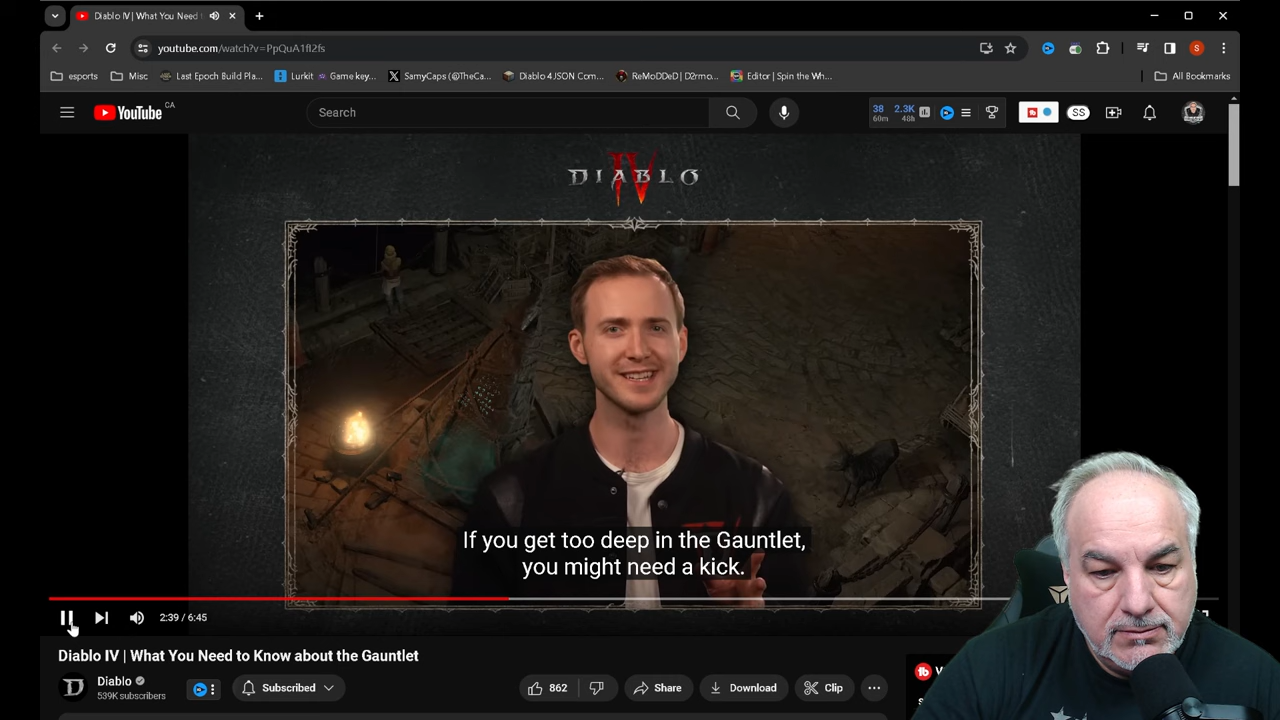 Diablo IV | What You Need
youtube.com/watch?v=PpQuA1fI2fs
esports
Misc
Last Epoch Build Pla...
Lurkit
Game key...
SamyCaps (@TheCa...
Diablo 4 JSON Com...
ReMoDDeD | D2rmo...
Editor | Spin the Wh...
All Bookmarks
S
YouTube CA
Search
38 2.3K
60m 48h
SS
DIABLO IV
If you get too deep in the Gauntlet,
you might need a kick.
2:39 / 6:45
Diablo IV | What You Need to Know about the Gauntlet
Diablo
539K subscribers
Subscribed
862
Share
Download
Clip